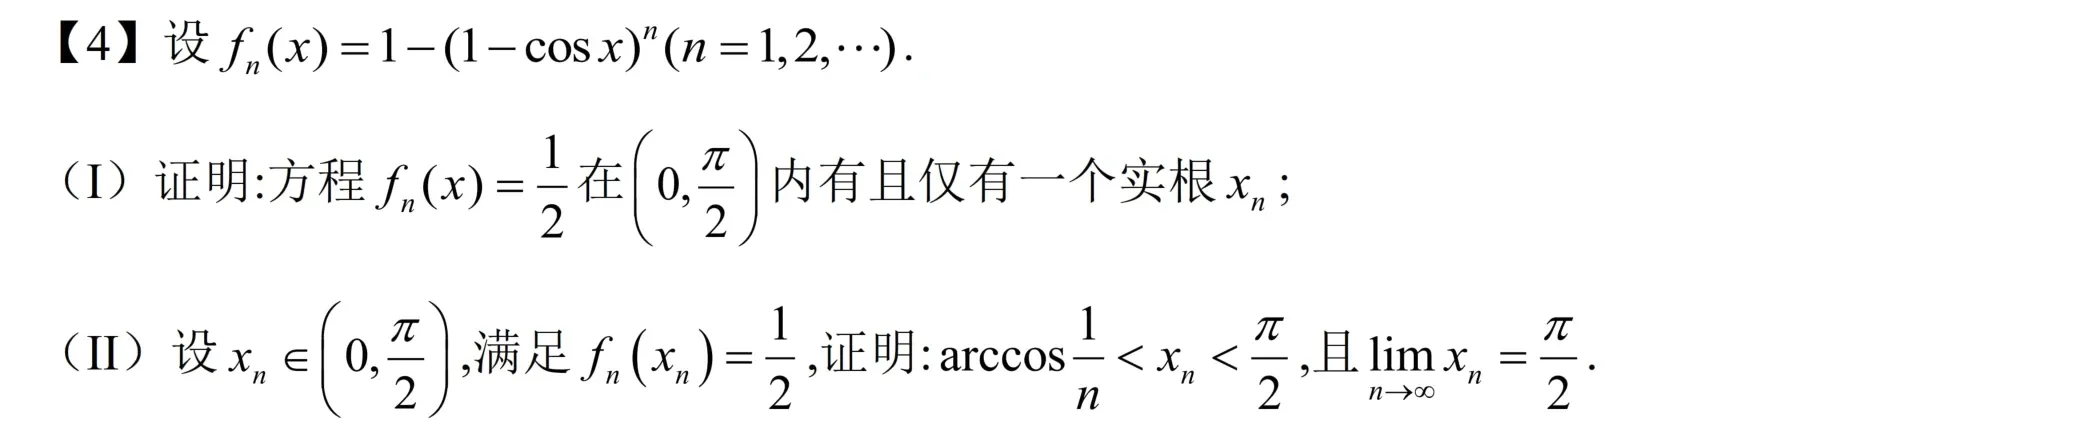 【4】设 $f_n(x)=1-(1-\cos x)^n(n=1,2,\cdots)$.
（I）证明:方程 $f_n(x)=\frac{1}{2}$ 在 $\left(0,\frac{\pi}{2}\right)$ 内有且仅有一个实根 $x_n$；
（II）设 $x_n\in\left(0,\frac{\pi}{2}\right)$,满足 $f_n\left(x_n\right)=\frac{1}{2}$,证明: $\arccos\frac{1}{n}<x_n<\frac{\pi}{2}$,且 $\lim_{n\to\infty}x_n=\frac{\pi}{2}$.